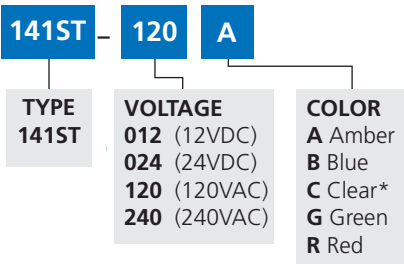 141ST – 120 A
TYPE
141ST
VOLTAGE
012 (12VDC)
024 (24VDC)
120 (120VAC)
240 (240VAC)
COLOR
A Amber
B Blue
C Clear*
G Green
R Red